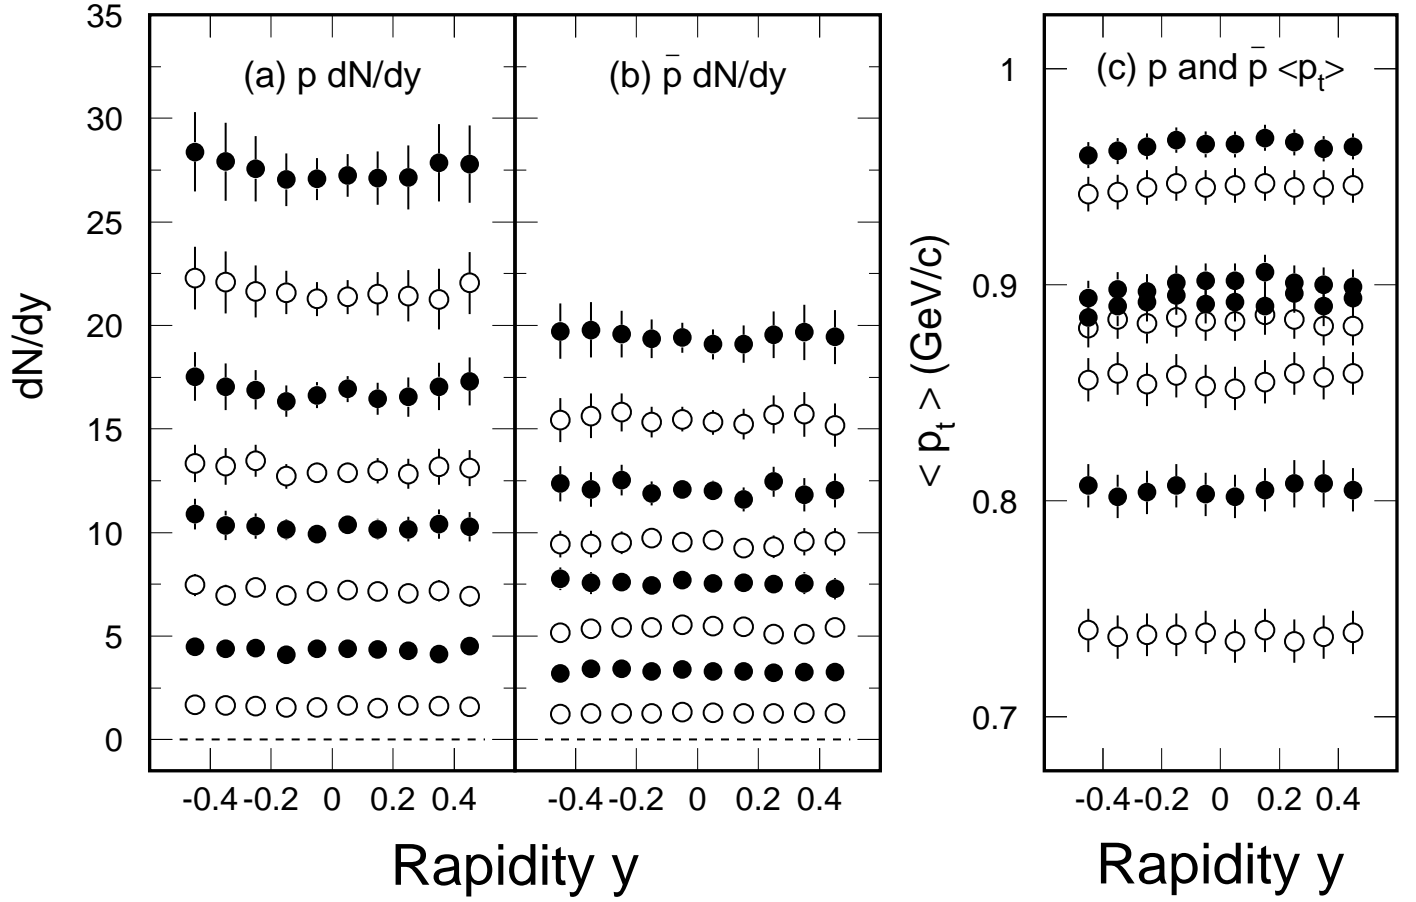 35
30
25
20
15
10
5
0
dN/dy
(a) p dN/dy
(b) p̄ dN/dy
-0.4 -0.2 0 0.2 0.4
-0.4 -0.2 0 0.2 0.4
Rapidity y
1
0.9
0.8
0.7
< pt > (GeV/c)
(c) p and p̄ <pt>
-0.4 -0.2 0 0.2 0.4
Rapidity y